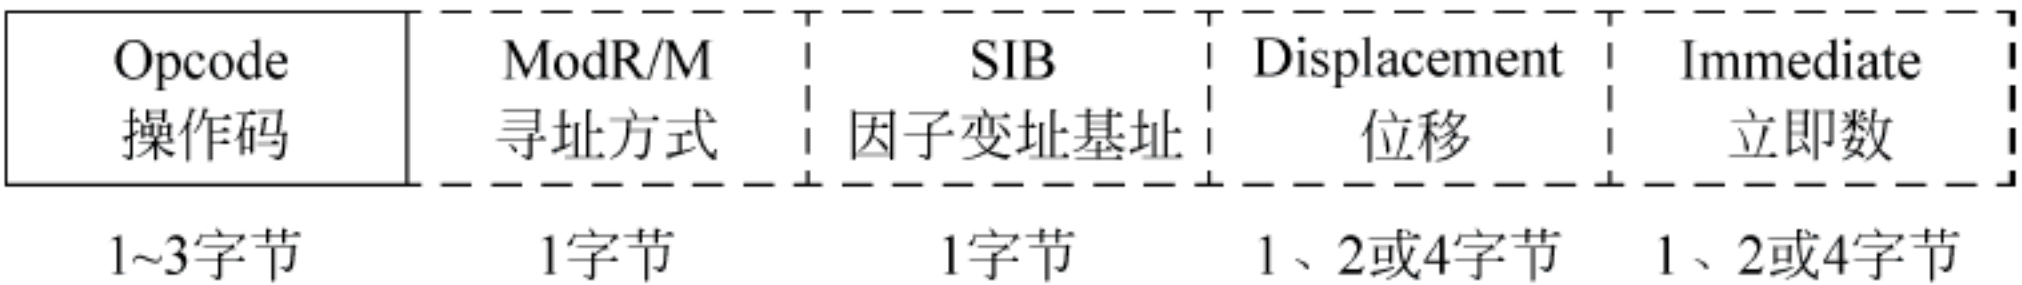 Opcode
操作码
ModR/M
寻址方式
SIB
因子变址基址
Displacement
位移
Immediate
立即数
1~3字节
1字节
1字节
1、2或4字节
1、2或4字节